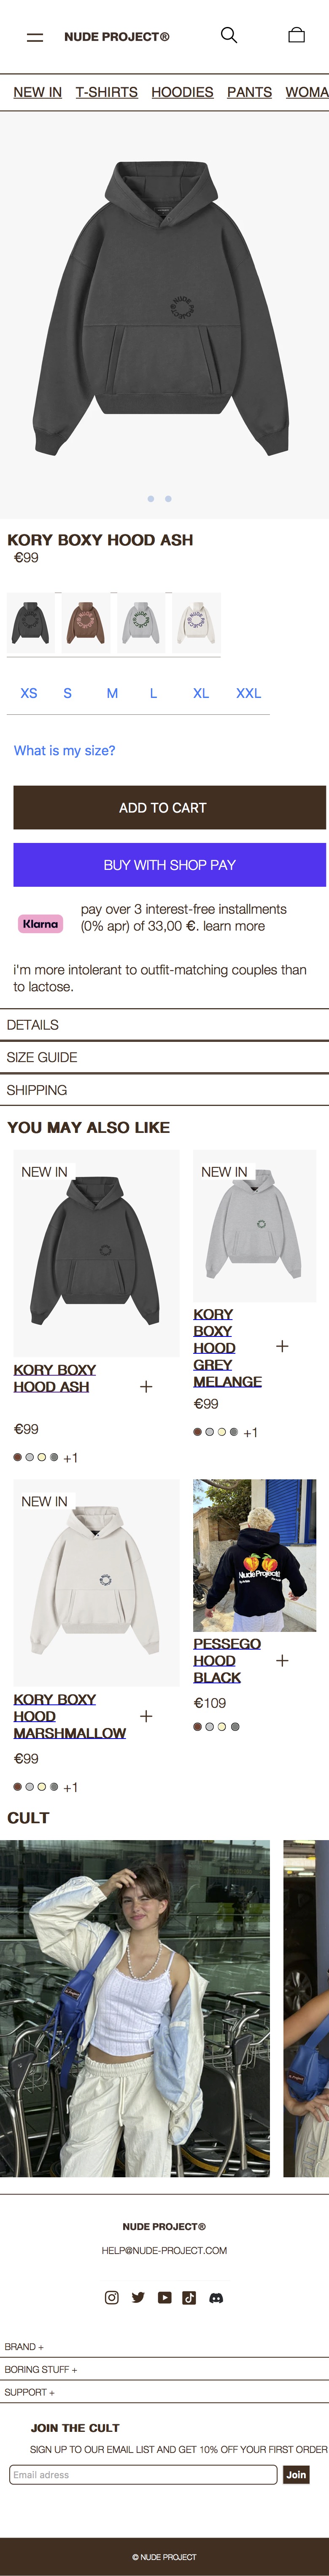 NUDE PROJECT®
NEW IN T-SHIRTS HOODIES PANTS WOMA
KORY BOXY HOOD ASH
€99
XS S M L XL XXL
What is my size?
ADD TO CART
BUY WITH SHOP PAY
Klarna
pay over 3 interest-free installments
(0% apr) of 33,00 €. learn more
i'm more intolerant to outfit-matching couples than
to lactose.
DETAILS
SIZE GUIDE
SHIPPING
YOU MAY ALSO LIKE
NEW IN
KORY BOXY
HOOD ASH
€99
+1
NEW IN
KORY
BOXY
HOOD
GREY
MELANGE
€99
+1
NEW IN
KORY BOXY
HOOD
MARSHMALLOW
€99
+1
Nude Project®
PESSEGO
HOOD
BLACK
€109
CULT
NUDE PROJECT®
HELP@NUDE-PROJECT.COM
BRAND +
BORING STUFF +
SUPPORT +
JOIN THE CULT
SIGN UP TO OUR EMAIL LIST AND GET 10% OFF YOUR FIRST ORDER
Email adress
Join
© NUDE PROJECT